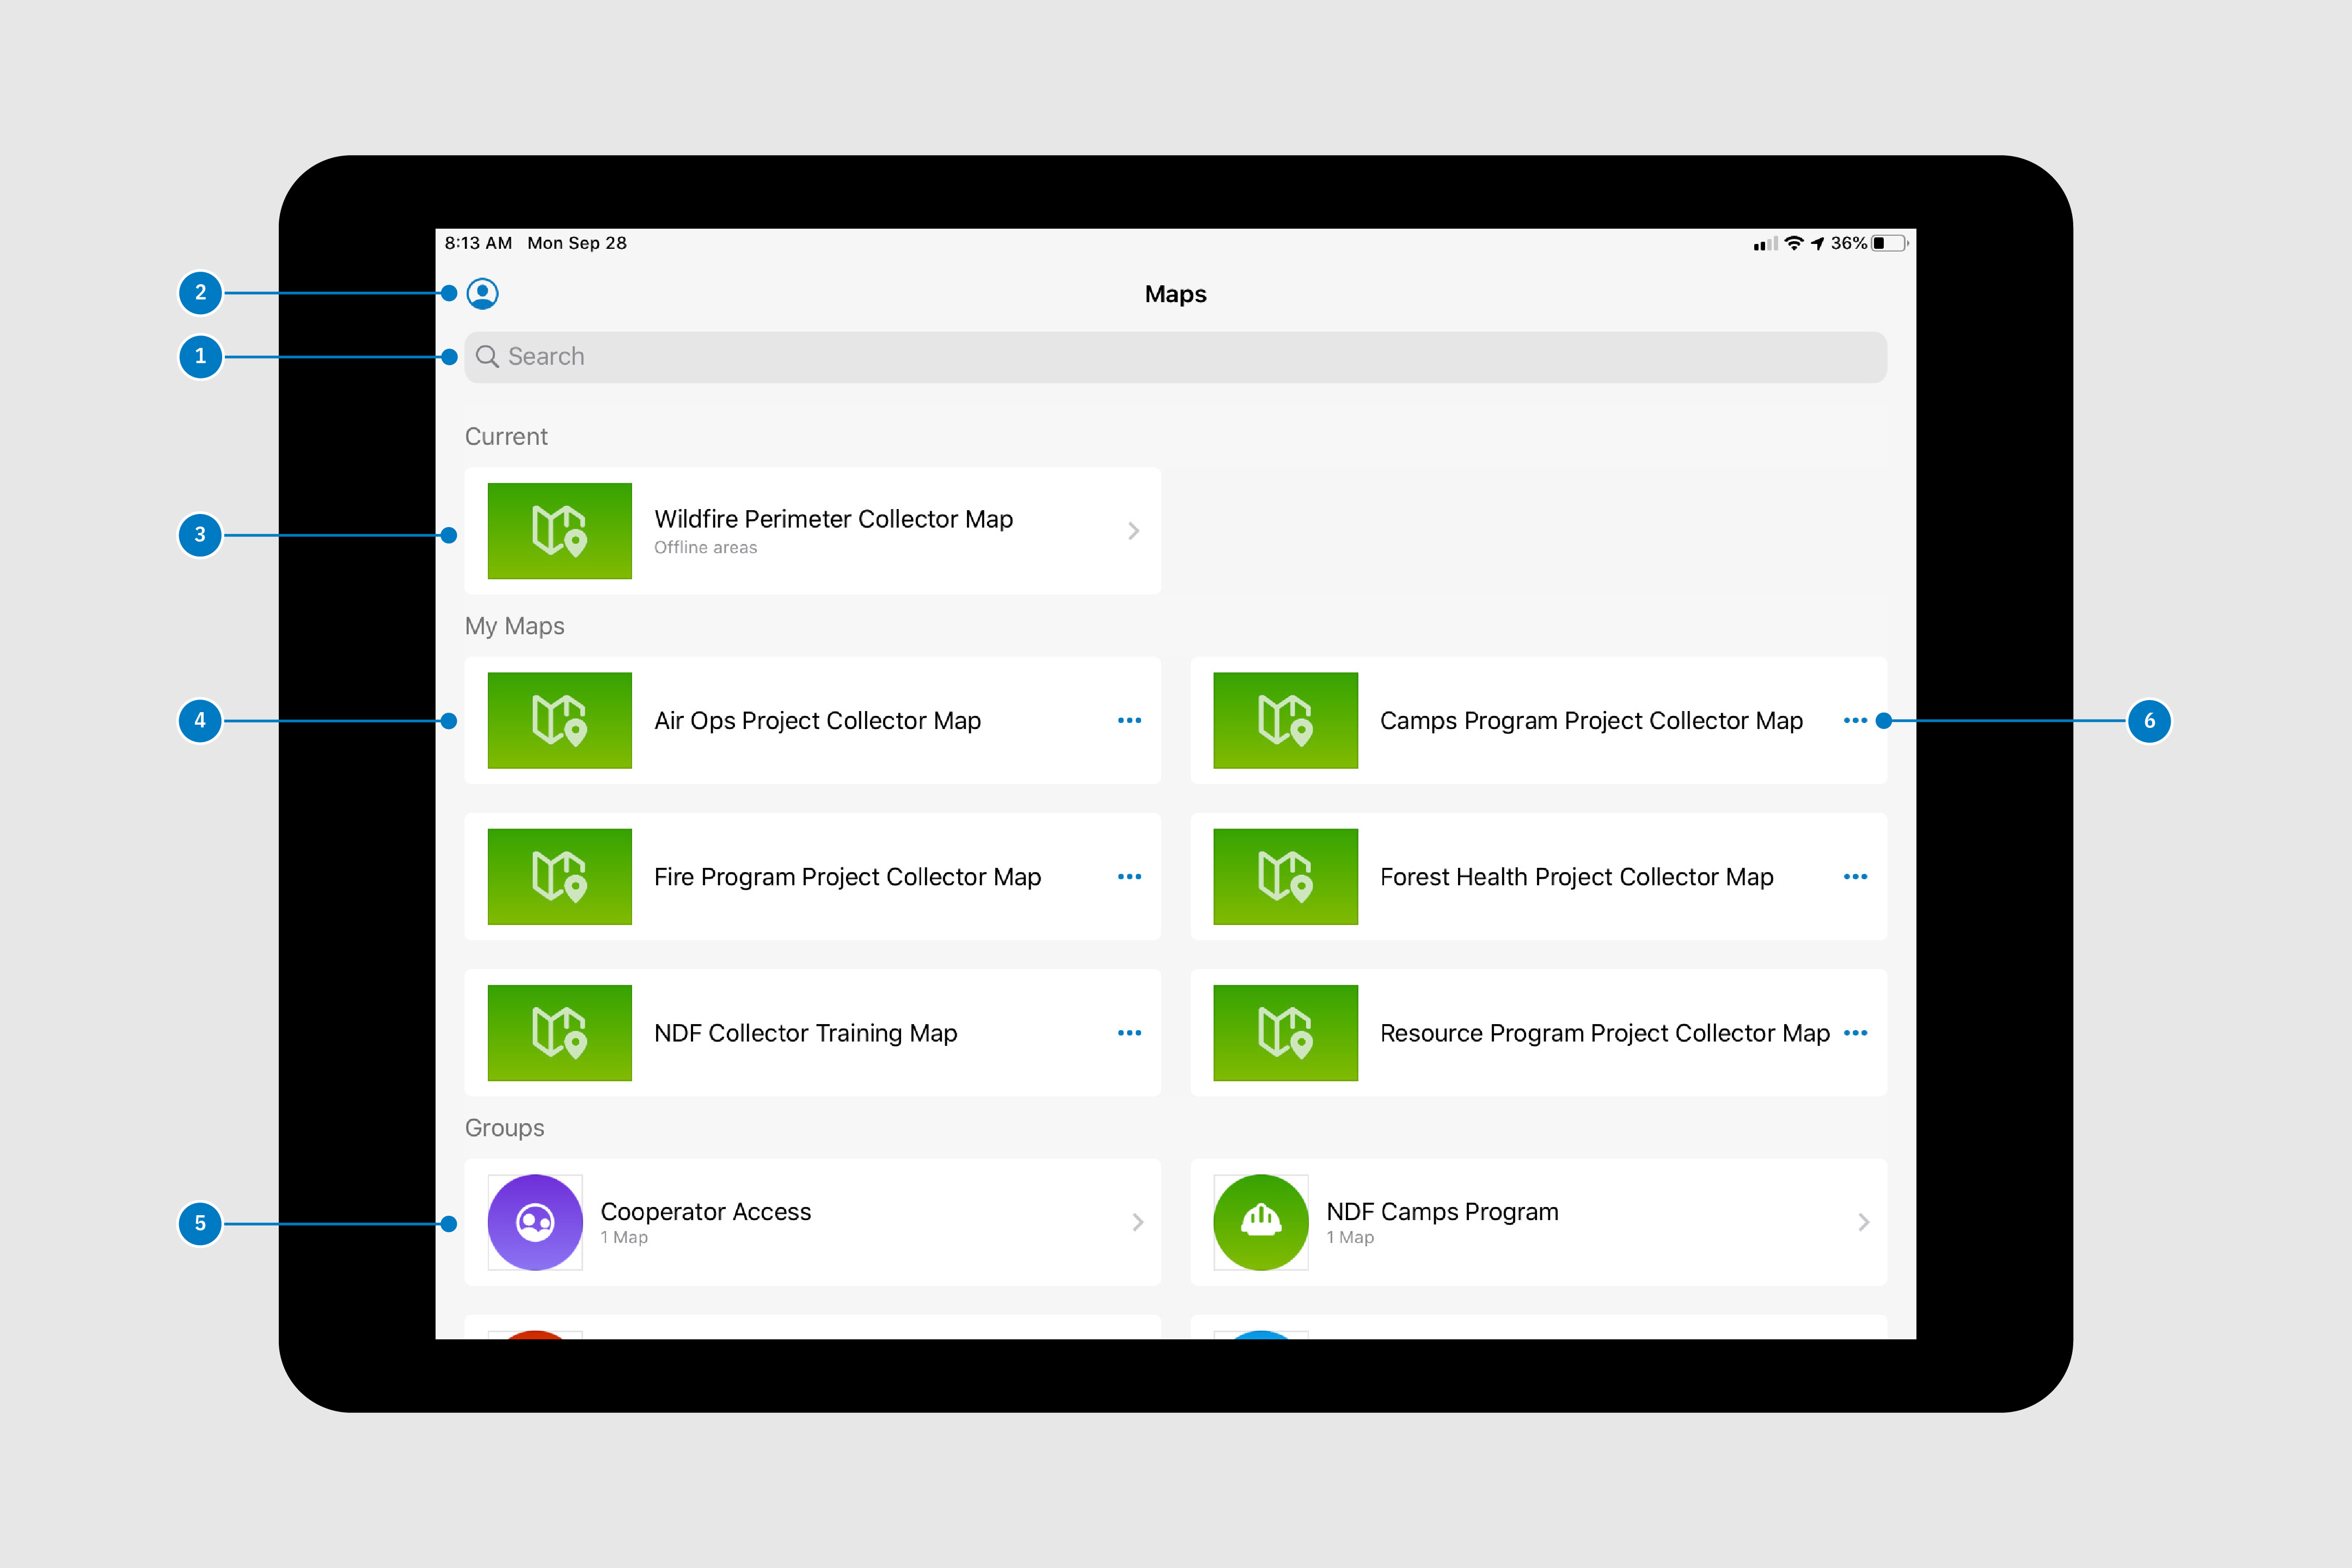 8:13 AM Mon Sep 28
36%
2
Maps
1
Search
Current
3
Wildfire Perimeter Collector Map
Offline areas
My Maps
4
Air Ops Project Collector Map
Camps Program Project Collector Map
6
Fire Program Project Collector Map
Forest Health Project Collector Map
NDF Collector Training Map
Resource Program Project Collector Map
Groups
5
Cooperator Access
1 Map
NDF Camps Program
1 Map